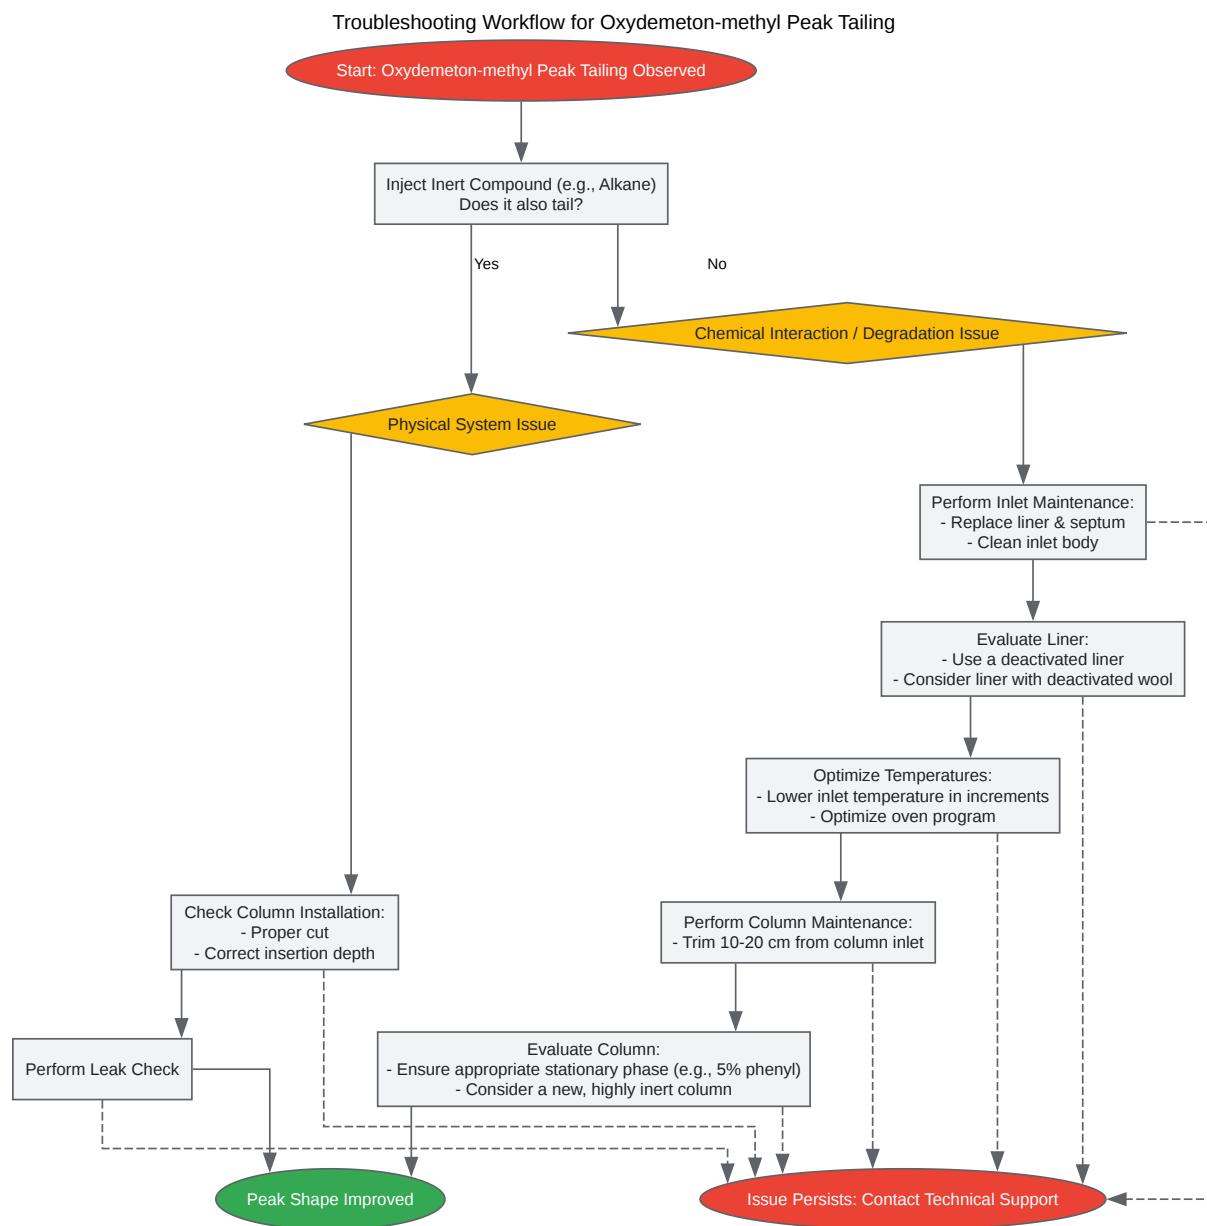 Troubleshooting Workflow for Oxydemeton-methyl Peak Tailing
Start: Oxydemeton-methyl Peak Tailing Observed
Inject Inert Compound (e.g., Alkane)
Does it also tail?
Yes
No
Chemical Interaction / Degradation Issue
Physical System Issue
Perform Inlet Maintenance:
- Replace liner & septum
- Clean inlet body
Evaluate Liner:
- Use a deactivated liner
- Consider liner with deactivated wool
Optimize Temperatures:
- Lower inlet temperature in increments
- Optimize oven program
Check Column Installation:
- Proper cut
- Correct insertion depth
Perform Column Maintenance:
- Trim 10-20 cm from column inlet
Perform Leak Check
Evaluate Column:
- Ensure appropriate stationary phase (e.g., 5% phenyl)
- Consider a new, highly inert column
Peak Shape Improved
Issue Persists: Contact Technical Support